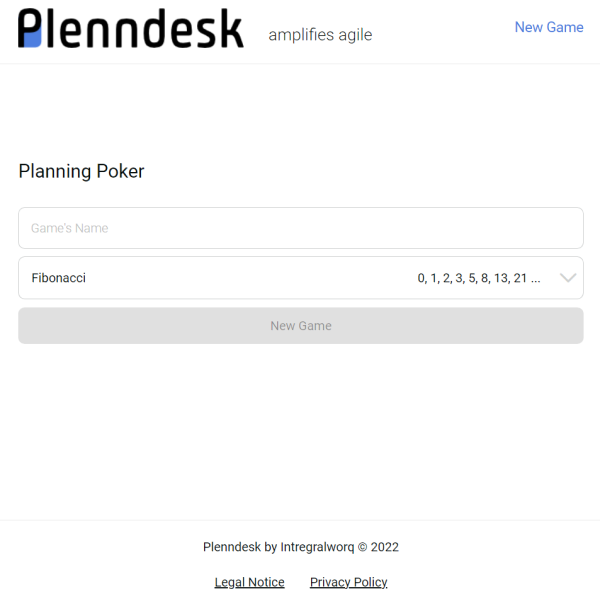 Plenndesk
amplifies agile
New Game
Planning Poker
Game's Name
Fibonacci
0, 1, 2, 3, 5, 8, 13, 21 ...
New Game
Plenndesk by Intregralworq © 2022
Legal Notice
Privacy Policy